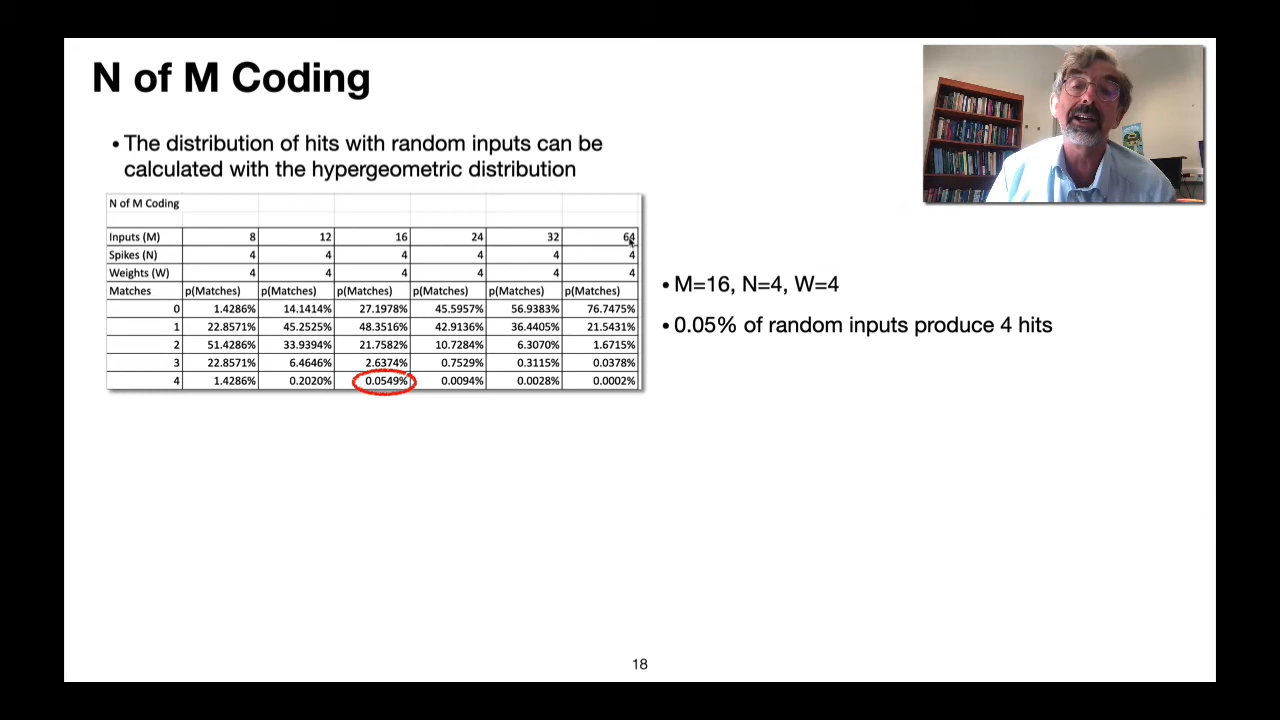 N of M Coding
• The distribution of hits with random inputs can be
calculated with the hypergeometric distribution
N of M Coding
Inputs (M) 8 12 16 24 32 64
Spikes (N) 4 4 4 4 4 4
Weights (W) 4 4 4 4 4 4
Matches p(Matches) p(Matches) p(Matches) p(Matches) p(Matches) p(Matches)
0 1.4286% 14.1414% 27.1978% 45.5957% 56.9383% 76.7475%
1 22.8571% 45.2525% 48.3516% 42.9136% 36.4405% 21.5431%
2 51.4286% 33.9394% 21.7582% 10.7284% 6.3070% 1.6715%
3 22.8571% 6.4646% 2.6374% 0.7529% 0.3115% 0.0378%
4 1.4286% 0.2020% 0.0549% 0.0094% 0.0028% 0.0002%
• M=16, N=4, W=4
• 0.05% of random inputs produce 4 hits
18